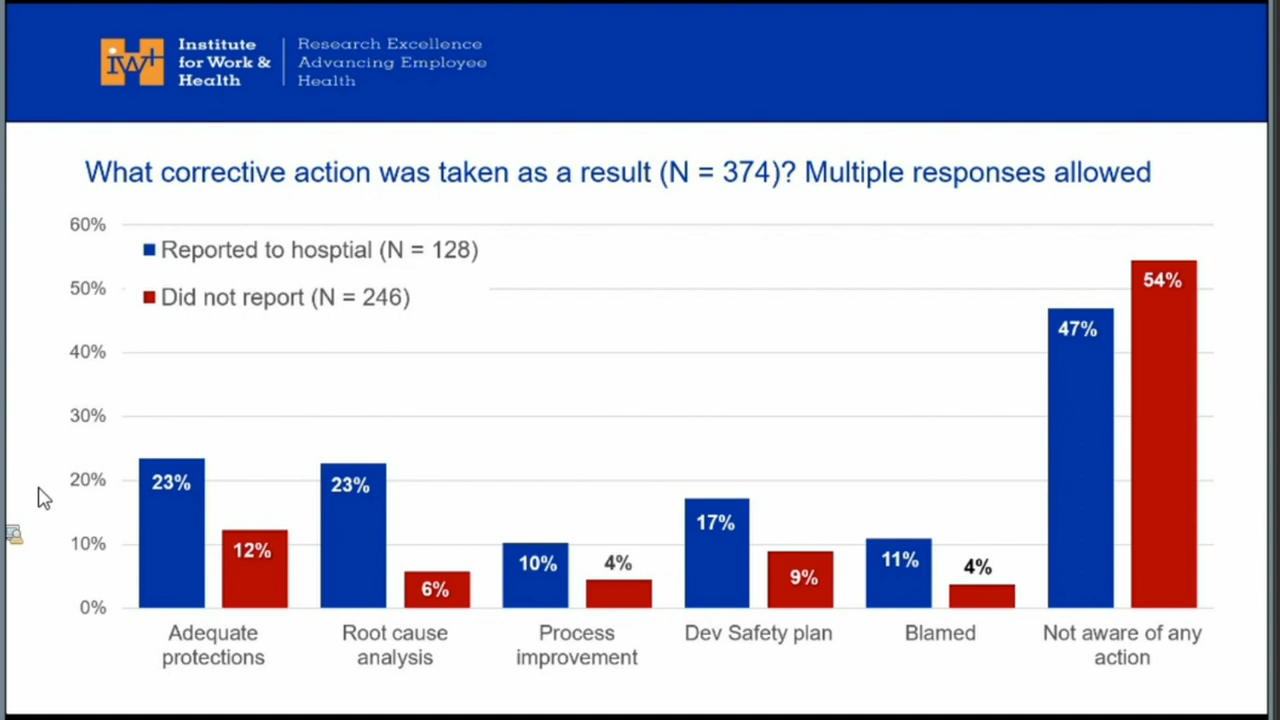 iw+
Institute
for Work &
Health
Research Excellence
Advancing Employee
Health
What corrective action was taken as a result (N = 374)? Multiple responses allowed
60%
50%
40%
30%
20%
10%
0%
Reported to hosptial (N = 128)
Did not report (N = 246)
23%
12%
23%
6%
10%
4%
17%
9%
11%
4%
47%
54%
Adequate
protections
Root cause
analysis
Process
improvement
Dev Safety plan
Blamed
Not aware of any
action